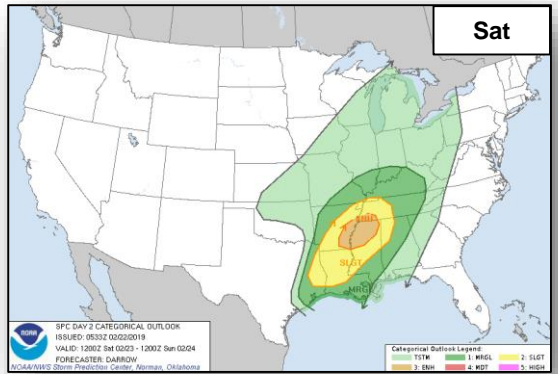 Sat
ENH
SLGT
MRGL
SPC DAY 2 CATEGORICAL OUTLOOK
ISSUED: 0533Z 02/22/2019
VALID: 1200Z Sat 02/23 - 1200Z Sun 02/24
FORECASTER: DARROW
NOAA/NWS Storm Prediction Center, Norman, Oklahoma
NOAA
Categorical Outlook Legend:
TSTM 1: MRGL 2: SLGT
3: ENH 4: MDT 5: HIGH